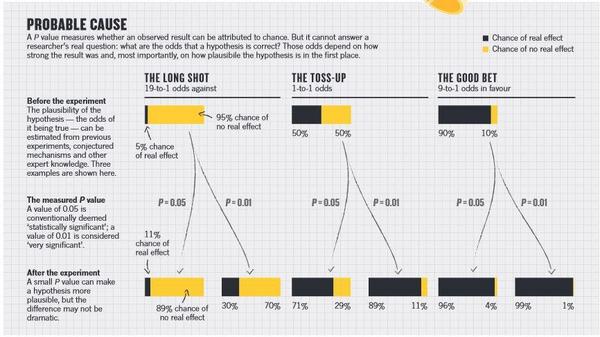 PROBABLE CAUSE
A P value measures whether an observed result can be attributed to chance. But it cannot answer a
researcher's real question: what are the odds that a hypothesis is correct? Those odds depend on how
strong the result was and, most importantly, on how plausibile the hypothesis is in the first place.
Chance of real effect
Chance of no real effect
THE LONG SHOT
19-to-1 odds against
THE TOSS-UP
1-to-1 odds
THE GOOD BET
9-to-1 odds in favour
Before the experiment
The plausibility of the
hypothesis — the odds of
it being true — can be
estimated from previous
experiments, conjectured
mechanisms and other
expert knowledge. Three
examples are shown here.
95% chance of
no real effect
5% chance
of real effect
50% 50%
90% 10%
The measured P value
A value of 0.05 is
conventionally deemed
'statistically significant'; a
value of 0.01 is considered
'very significant'.
P = 0.05 P = 0.01
P = 0.05 P = 0.01
P = 0.05 P = 0.01
11%
chance of
real effect
After the experiment
A small P value can make
a hypothesis more
plausible, but the
difference may not be
dramatic.
89% chance of
no real effect
30% 70%
71% 29%
89% 11%
96% 4%
99% 1%